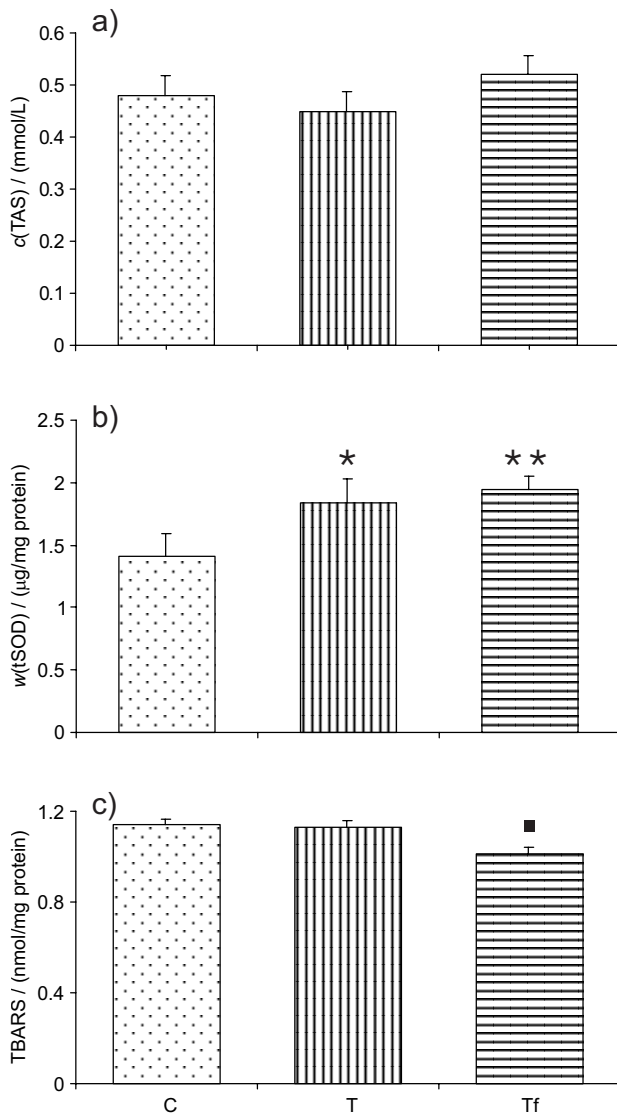 a)
0.6
0.5
0.4
0.3
0.2
0.1
0
c(TAS) / (mmol/L)
b)
2.5
2
1.5
1
0.5
0
w(tSOD) / (μg/mg protein)
*
**
c)
1.2
0.8
0.4
0
TBARS / (nmol/mg protein)
■
C T Tf